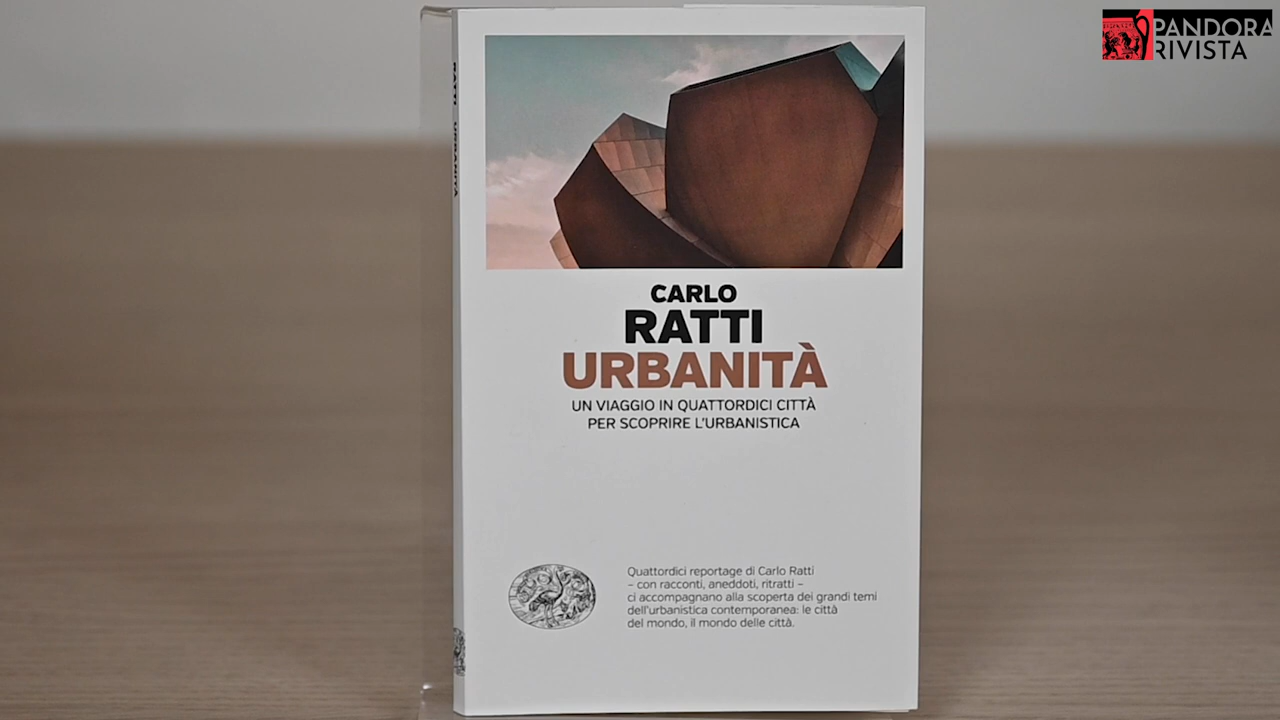 PANDORA
RIVISTA
RATTI URBANITÀ
CARLO
RATTI
URBANITÀ
UN VIAGGIO IN QUATTORDICI CITTÀ
PER SCOPRIRE L'URBANISTICA
Quattordici reportage di Carlo Ratti
– con racconti, aneddoti, ritratti –
ci accompagnano alla scoperta dei grandi temi
dell'urbanistica contemporanea: le città
del mondo, il mondo delle città.